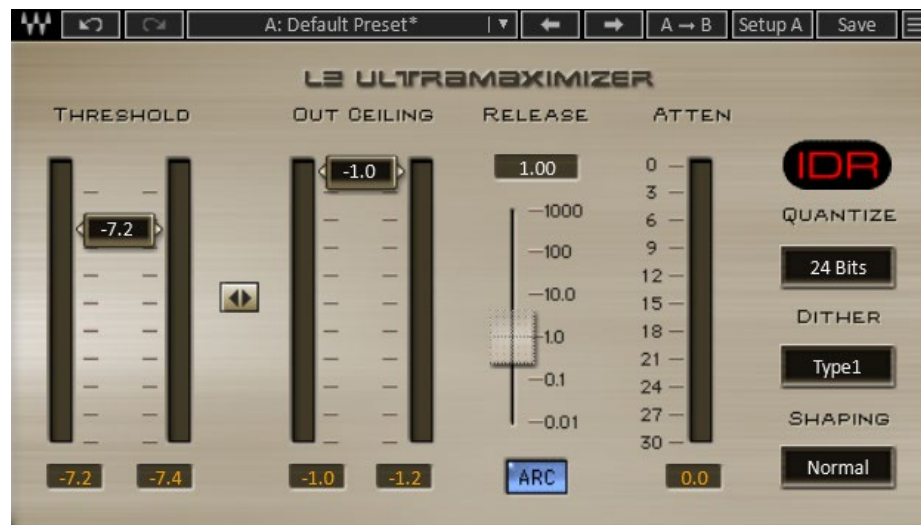 A: Default Preset*
A → B
Setup A
Save
L2 ULTRAMAXIMIZER
THRESHOLD
OUT CEILING
RELEASE
ATTEN
-7.2
-1.0
1.00
1000
100
10.0
1.0
0.1
0.01
0
3
6
9
12
15
18
21
24
27
30
IDR
QUANTIZE
24 Bits
DITHER
Type1
SHAPING
Normal
-7.2 -7.4
-1.0 -1.2
ARC
0.0